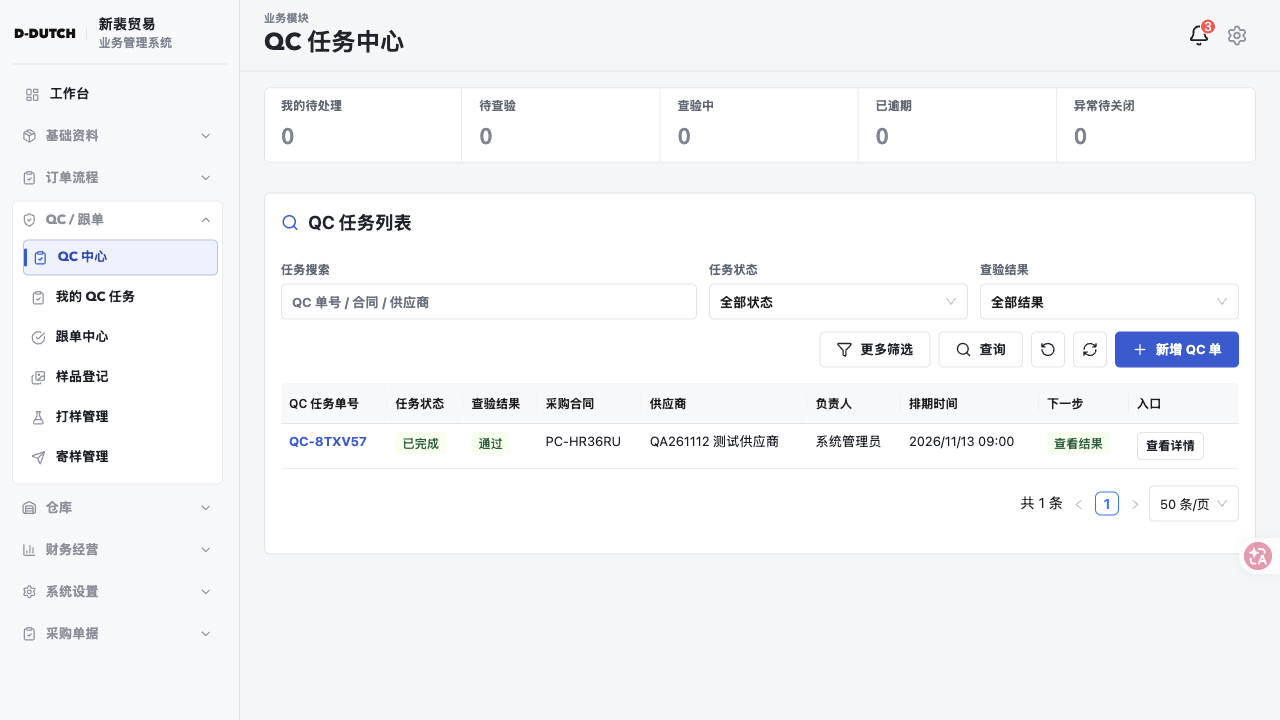 D-DUTCH
新裴贸易
业务管理系统
工作台
基础资料
订单流程
QC / 跟单
QC 中心
我的 QC 任务
跟单中心
样品登记
打样管理
寄样管理
仓库
财务经营
系统设置
采购单据
业务模块
QC 任务中心
3
我的待处理
0
待查验
0
查验中
0
已逾期
0
异常待关闭
0
QC 任务列表
任务搜索
QC 单号 / 合同 / 供应商
任务状态
全部状态
查验结果
全部结果
更多筛选
查询
新增 QC 单
QC 任务单号 任务状态 查验结果 采购合同 供应商 负责人 排期时间 下一步 入口
QC-8TXV57 已完成 通过 PC-HR36RU QA261112 测试供应商 系统管理员 2026/11/13 09:00 查看结果 查看详情
共 1 条
1
50 条/页